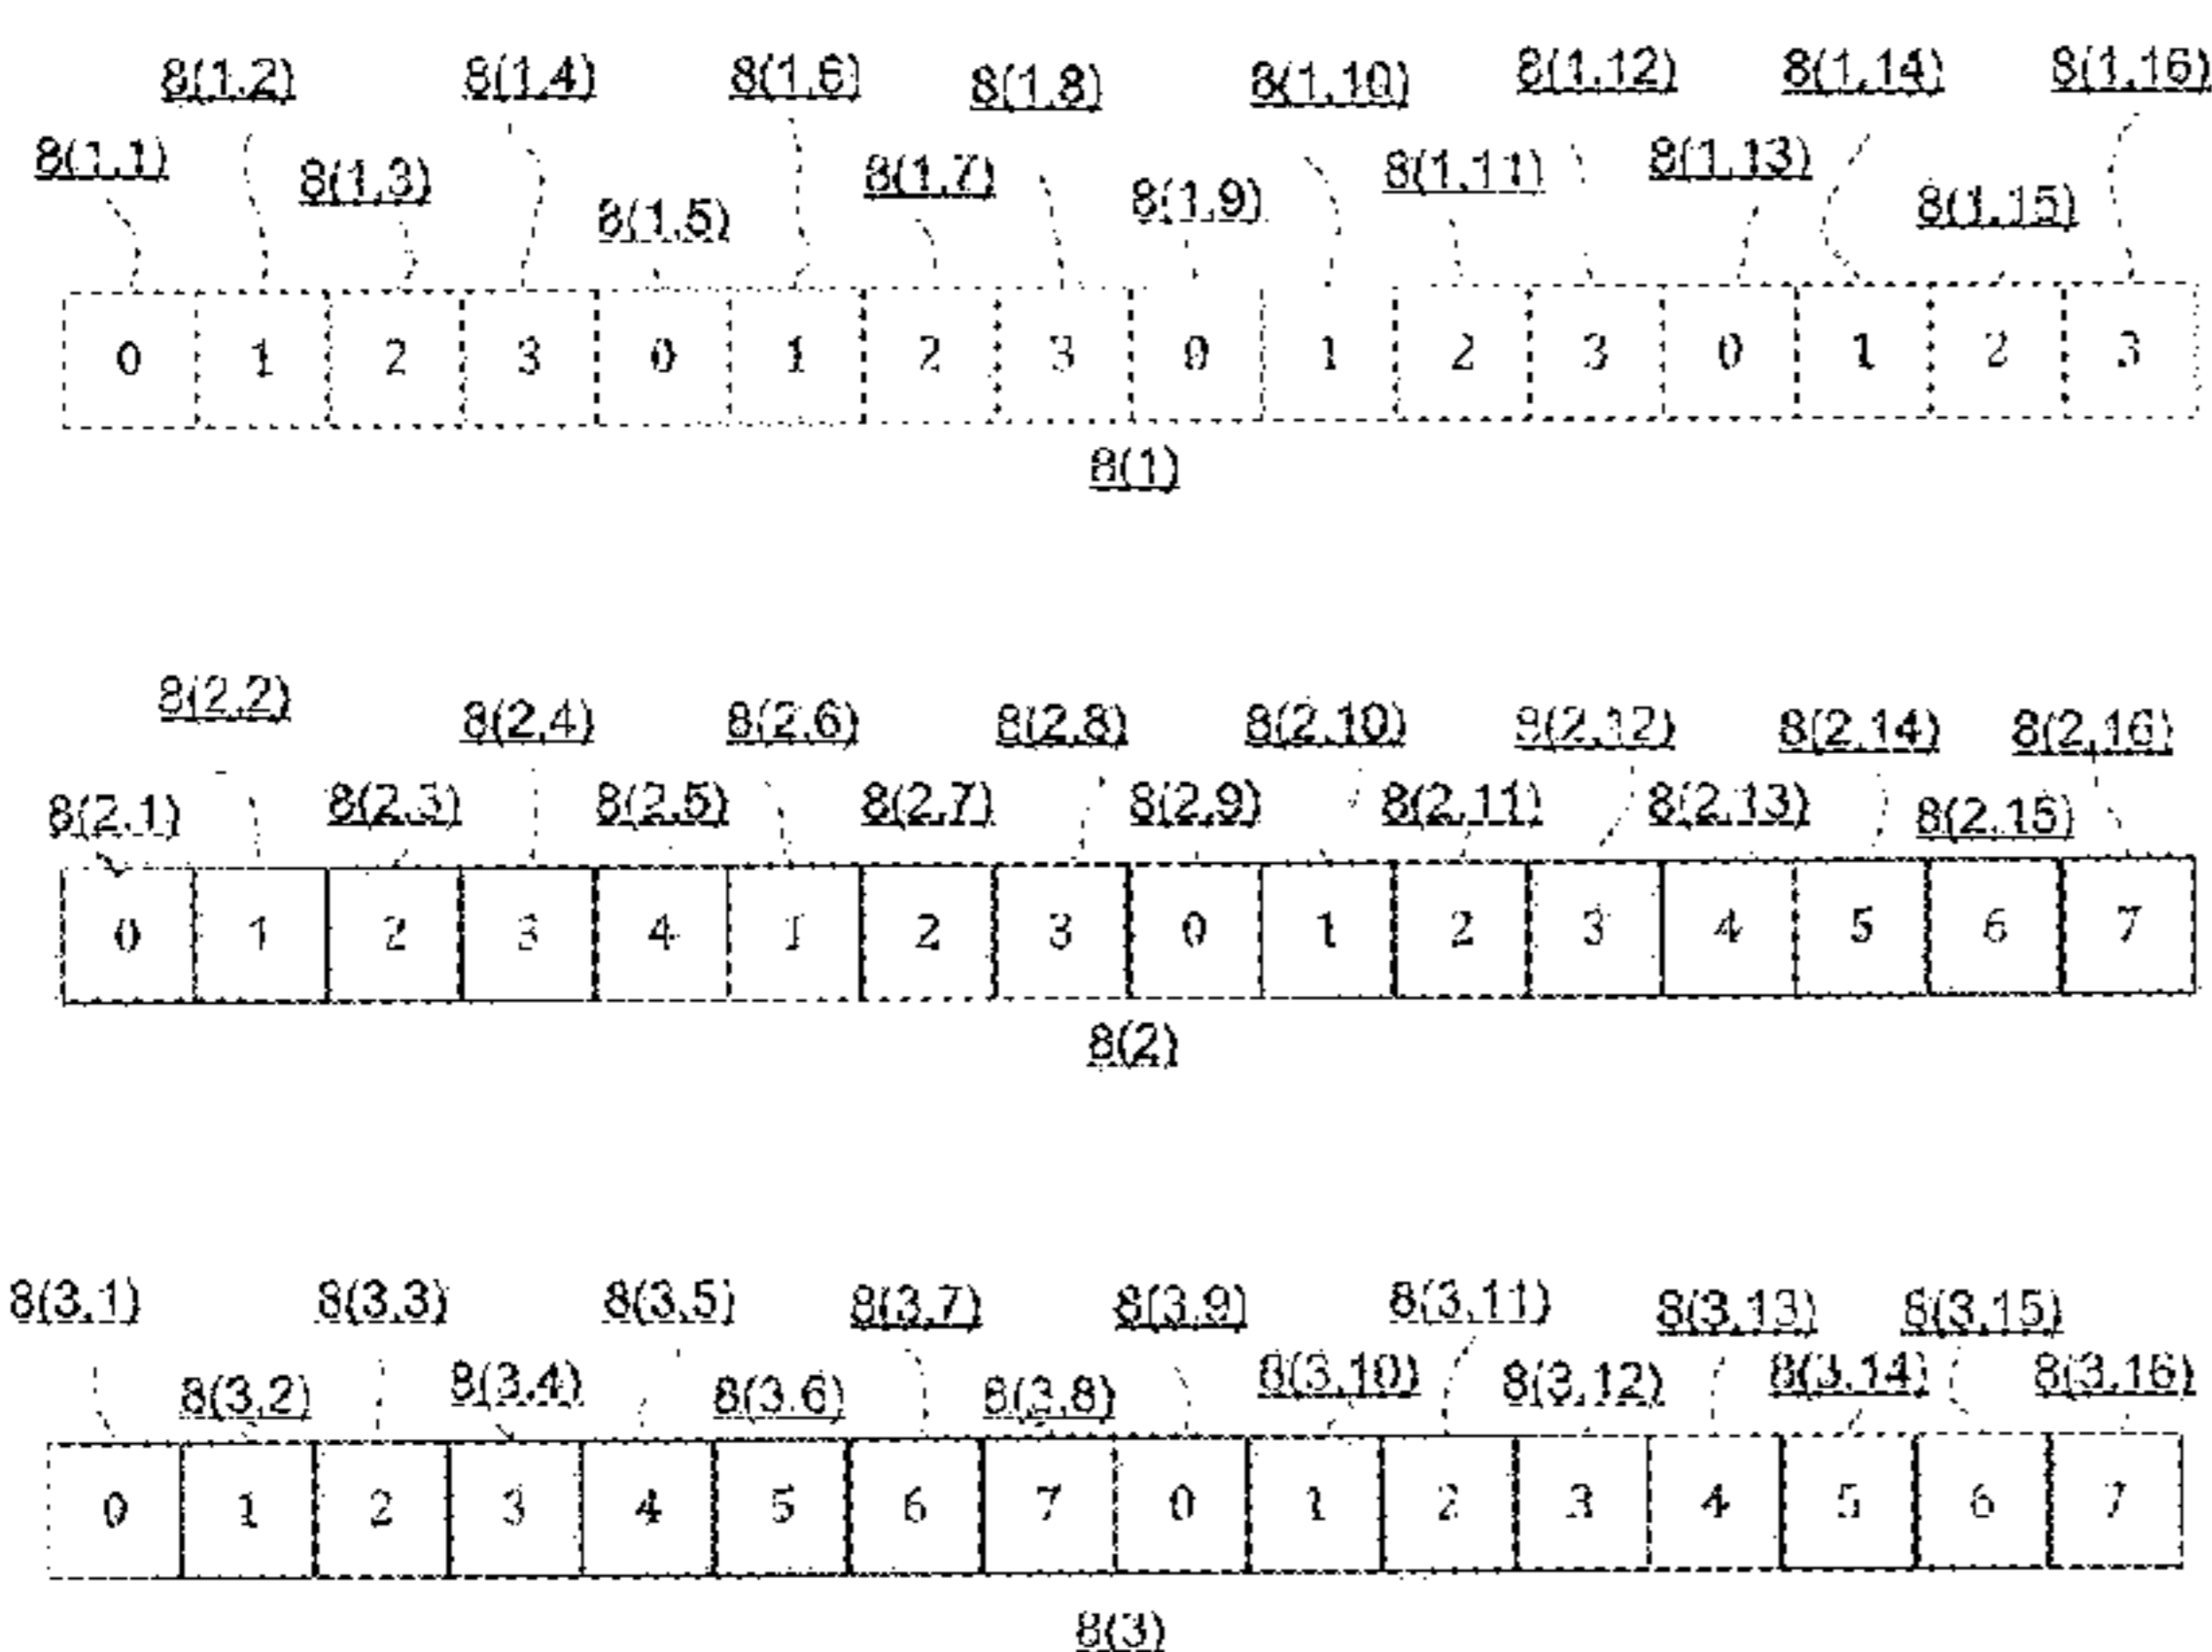 8(1,2) 8(1,4) 8(1,6) 8(1,8) 8(1,10) 8(1,12) 8(1,14) 8(1,16)
8(1,1) 8(1,3) 8(1,5) 8(1,7) 8(1,9) 8(1,11) 8(1,13) 8(1,15)
0 1 2 3 0 1 2 3 0 1 2 3 0 1 2 3
8(1)
8(2,2) 8(2,4) 8(2,6) 8(2,8) 8(2,10) 8(2,12) 8(2,14) 8(2,16)
8(2,1) 8(2,3) 8(2,5) 8(2,7) 8(2,9) 8(2,11) 8(2,13) 8(2,15)
0 1 2 3 4 1 2 3 0 1 2 3 4 5 6 7
8(2)
8(3,1) 8(3,3) 8(3,5) 8(3,7) 8(3,9) 8(3,11) 8(3,13) 8(3,15)
8(3,2) 8(3,4) 8(3,6) 8(3,8) 8(3,10) 8(3,12) 8(3,14) 8(3,16)
0 1 2 3 4 5 6 7 0 1 2 3 4 5 6 7
8(3)